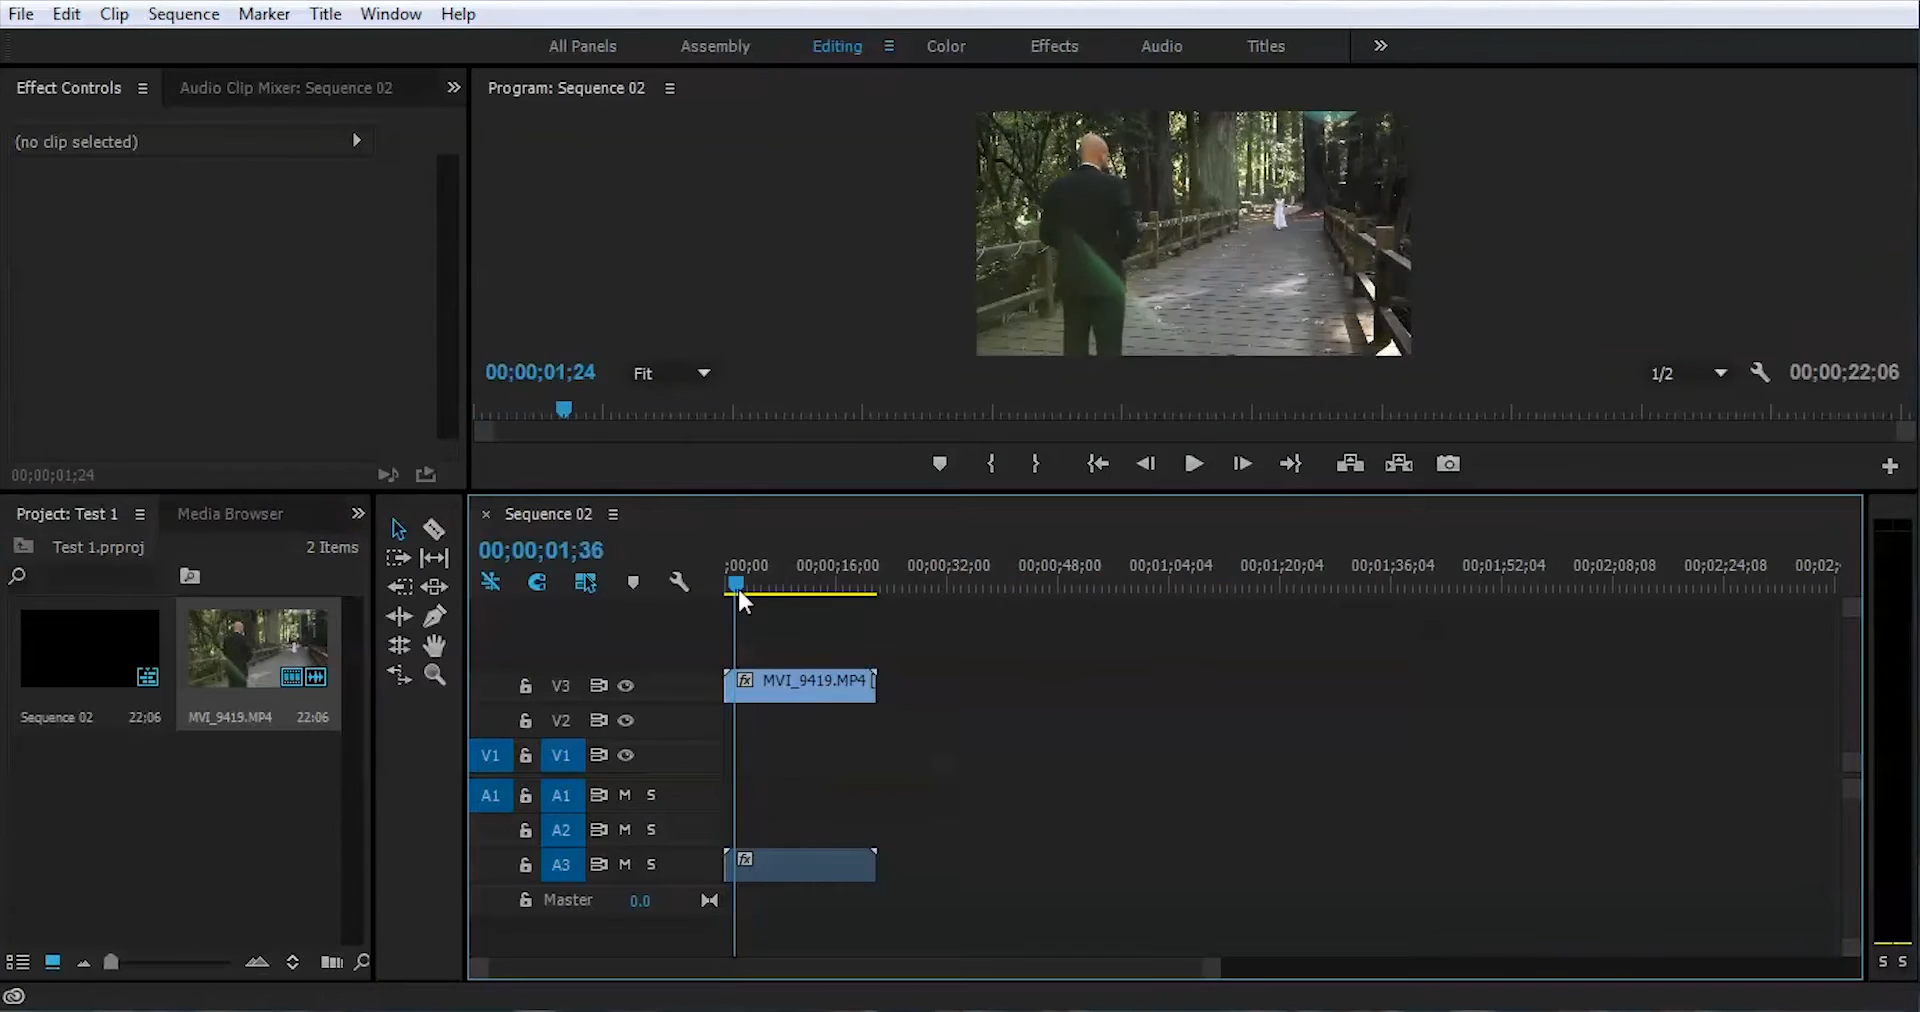 File Edit Clip Sequence Marker Title Window Help
All Panels Assembly Editing Color Effects Audio Titles
Effect Controls Audio Clip Mixer: Sequence 02
Program: Sequence 02
(no clip selected)
00;00;01;24 Fit 1/2 00;00;22;06
00;00;01;24
Project: Test 1 Media Browser
Test 1.prproj 2 Items
Sequence 02 22;06 MVI_9419.MP4 22:06
Sequence 02
00;00;01;36
;00;00 00;00;16;00 00;00;32;00 00;00;48;00 00;01;04;04 00;01;20;04 00;01;36;04 00;01;52;04 00;02;08;08 00;02;24;08 00;02;
V3 fx MVI_9419.MP4 [
V2
V1 V1
A1 A1 M S
A2 M S
A3 M S fx
Master 0.0
S S